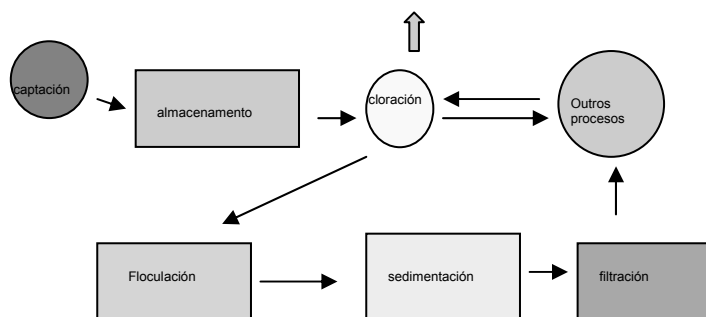 captación
almacenamento
cloración
Outros
procesos
Floculación
sedimentación
filtración